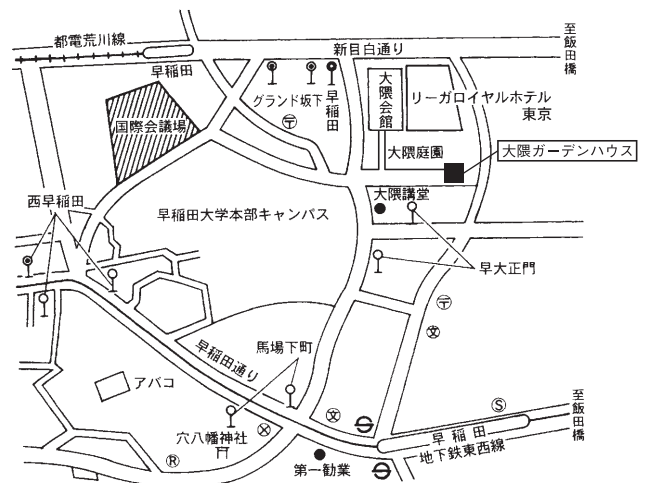 都電荒川線
早稲田
新目白通り
至飯田橋
グランド坂下
早稲田
大隈会館
リーガロイヤルホテル
東京
国際会議場
大隈庭園
大隈ガーデンハウス
西早稲田
早稲田大学本部キャンパス
大隈講堂
早大正門
〒
〒
文
馬場下町
早稲田通り
アバコ
穴八幡神社
文
R
第一勧業
S
早稲田
地下鉄東西線
至飯田橋